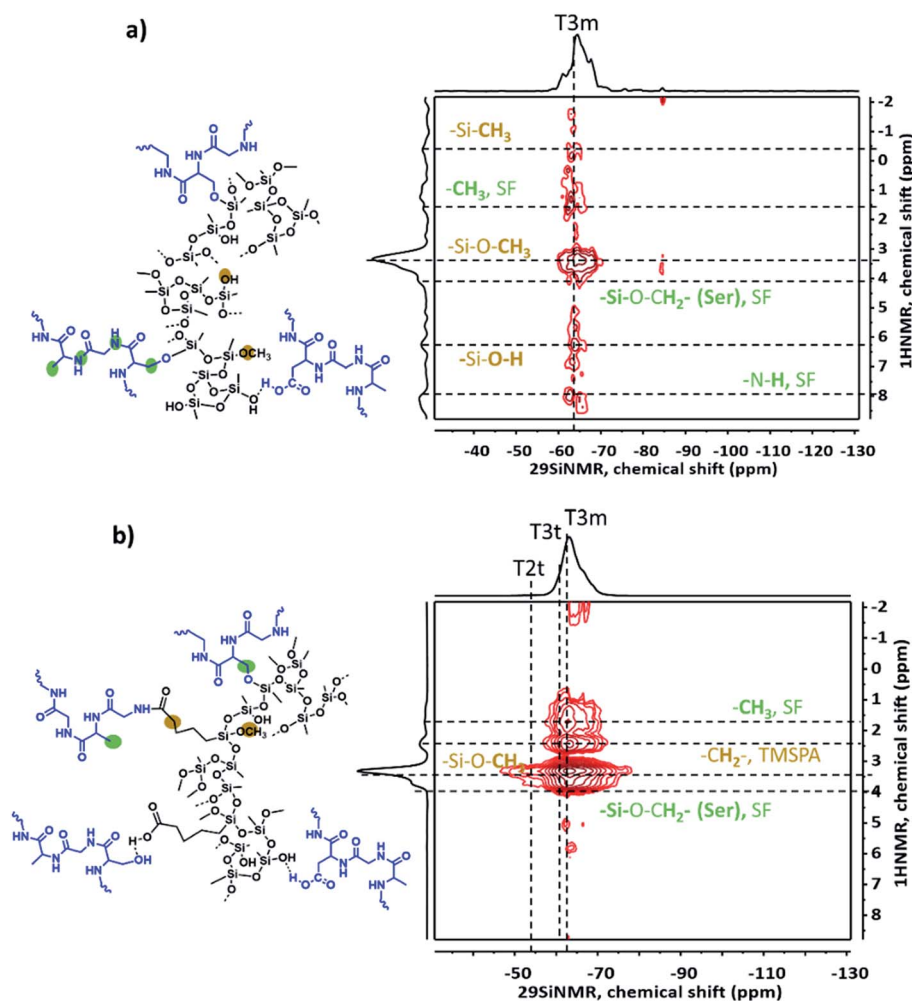 a)
T3m
-Si-CH3
-CH3, SF
-Si-O-CH3
-Si-O-CH2- (Ser), SF
-Si-O-H
-N-H, SF
-2
-1
0
1
2
3
4
5
6
7
8
1HNMR, chemical shift (ppm)
-40 -50 -60 -70 -80 -90 -100 -110 -120 -130
29SiNMR, chemical shift (ppm)
b)
T3m
T3t
T2t
-CH3, SF
-Si-O-CH3
-CH2-, TMSPA
-Si-O-CH2- (Ser), SF
-2
-1
0
1
2
3
4
5
6
7
8
1HNMR, chemical shift (ppm)
-50 -60 -70 -80 -90 -100 -110 -120 -130
29SiNMR, chemical shift (ppm)